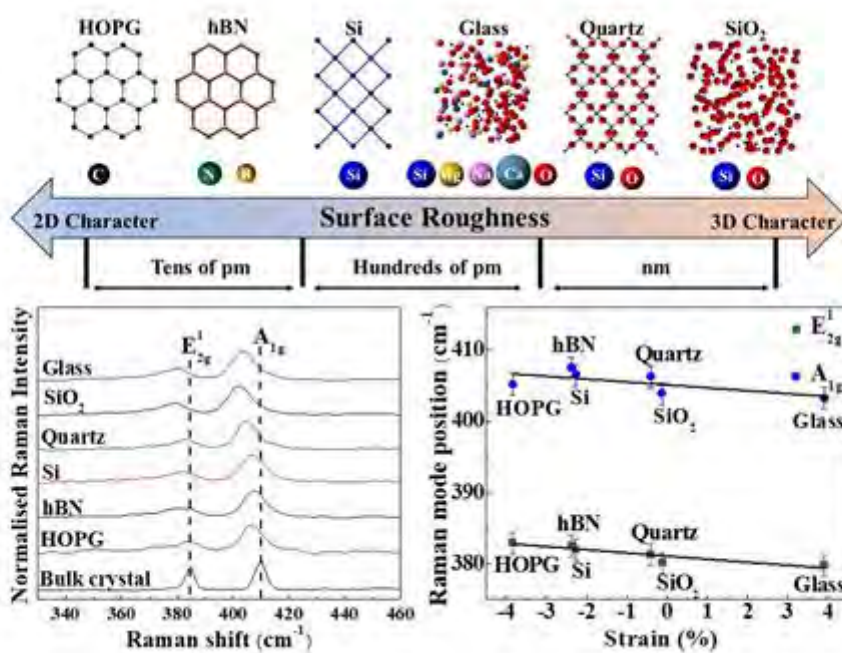 HOPG hBN Si Glass Quartz SiO₂
C N B Si Si Mg Na Ca O Si O Si O
2D Character Surface Roughness 3D Character
Tens of pm Hundreds of pm nm
Normalised Raman Intensity
E¹₂g A₁g
Glass
SiO₂
Quartz
Si
hBN
HOPG
Bulk crystal
340 360 380 400 420 440 460
Raman shift (cm⁻¹)
Raman mode position (cm⁻¹)
E¹₂g
A₁g
410
400
390
380
HOPG hBN Si Quartz SiO₂ Glass
HOPG hBN Si Quartz SiO₂ Glass
-4 -3 -2 -1 0 1 2 3 4
Strain (%)